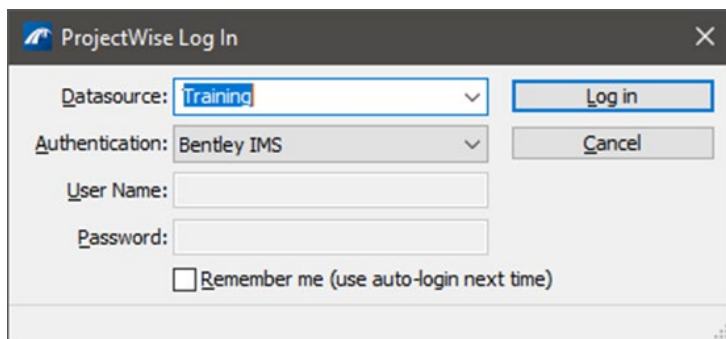 ProjectWise Log In
Datasource: Training Log in
Authentication: Bentley IMS Cancel
User Name:
Password:
Remember me (use auto-login next time)